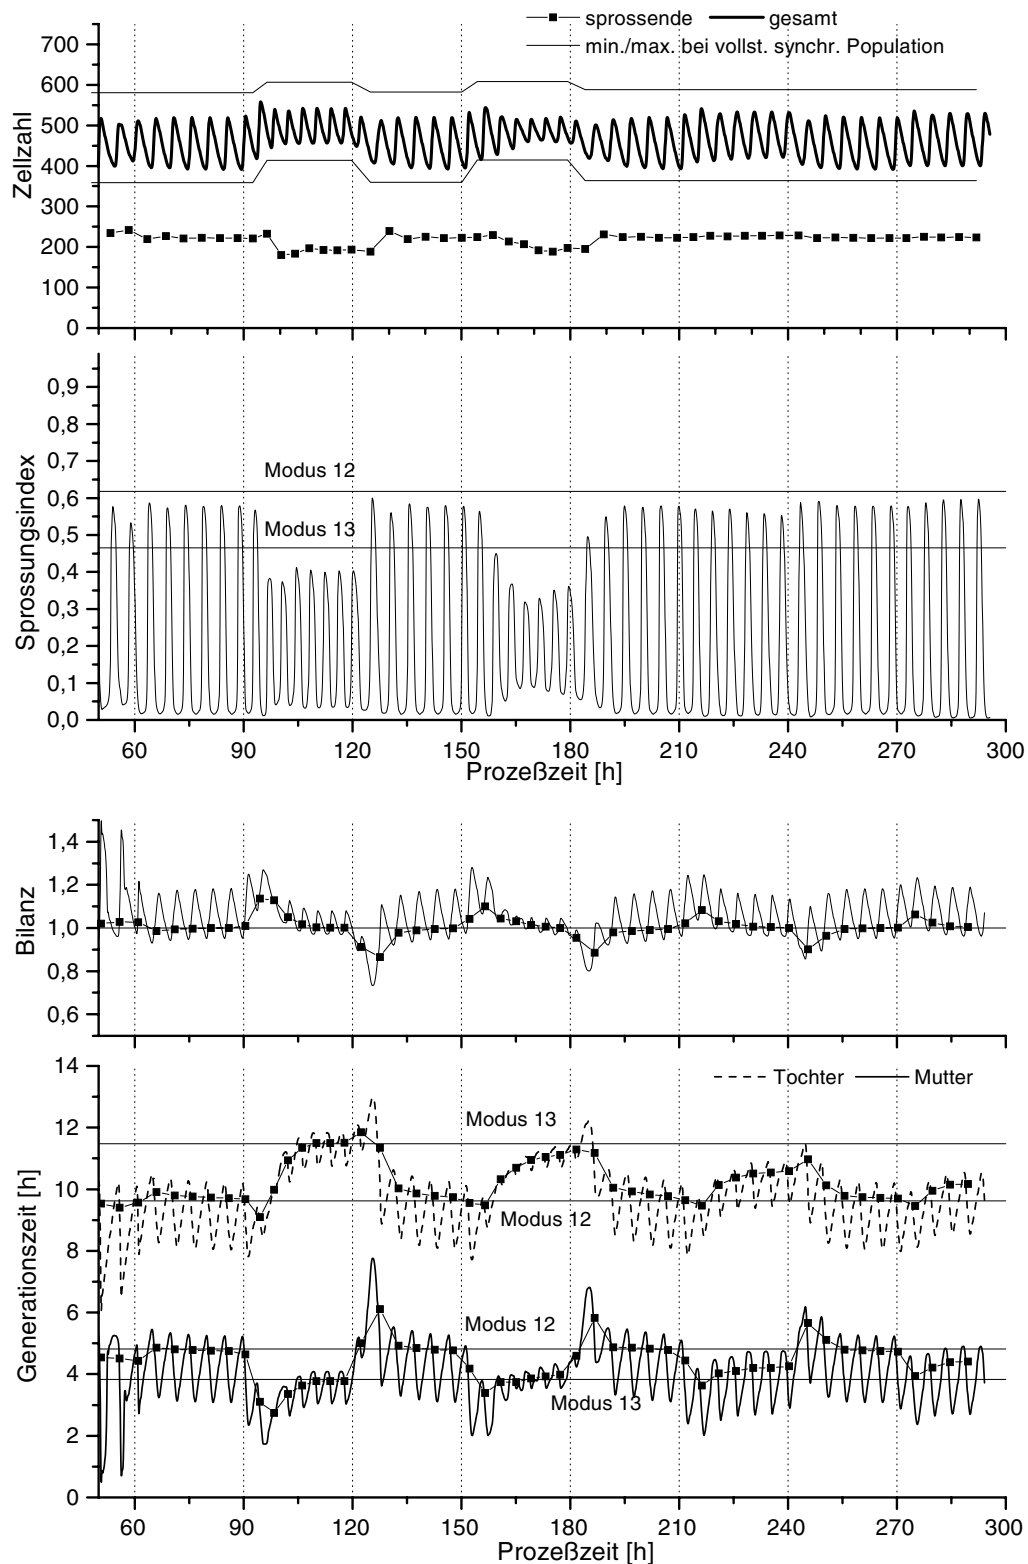 sprossende gesamt
min./max. bei vollst. synchr. Population
700
600
500
400
300
200
100
0
Zellzahl
0,9
0,8
0,7
0,6
0,5
0,4
0,3
0,2
0,1
0,0
Sprossungsindex
Modus 12
Modus 13
60 90 120 150 180 210 240 270 300
Prozeßzeit [h]
1,4
1,2
1,0
0,8
0,6
Bilanz
14
12
10
8
6
4
2
0
Generationszeit [h]
Tochter Mutter
Modus 13
Modus 12
Modus 12
Modus 13
60 90 120 150 180 210 240 270 300
Prozeßzeit [h]